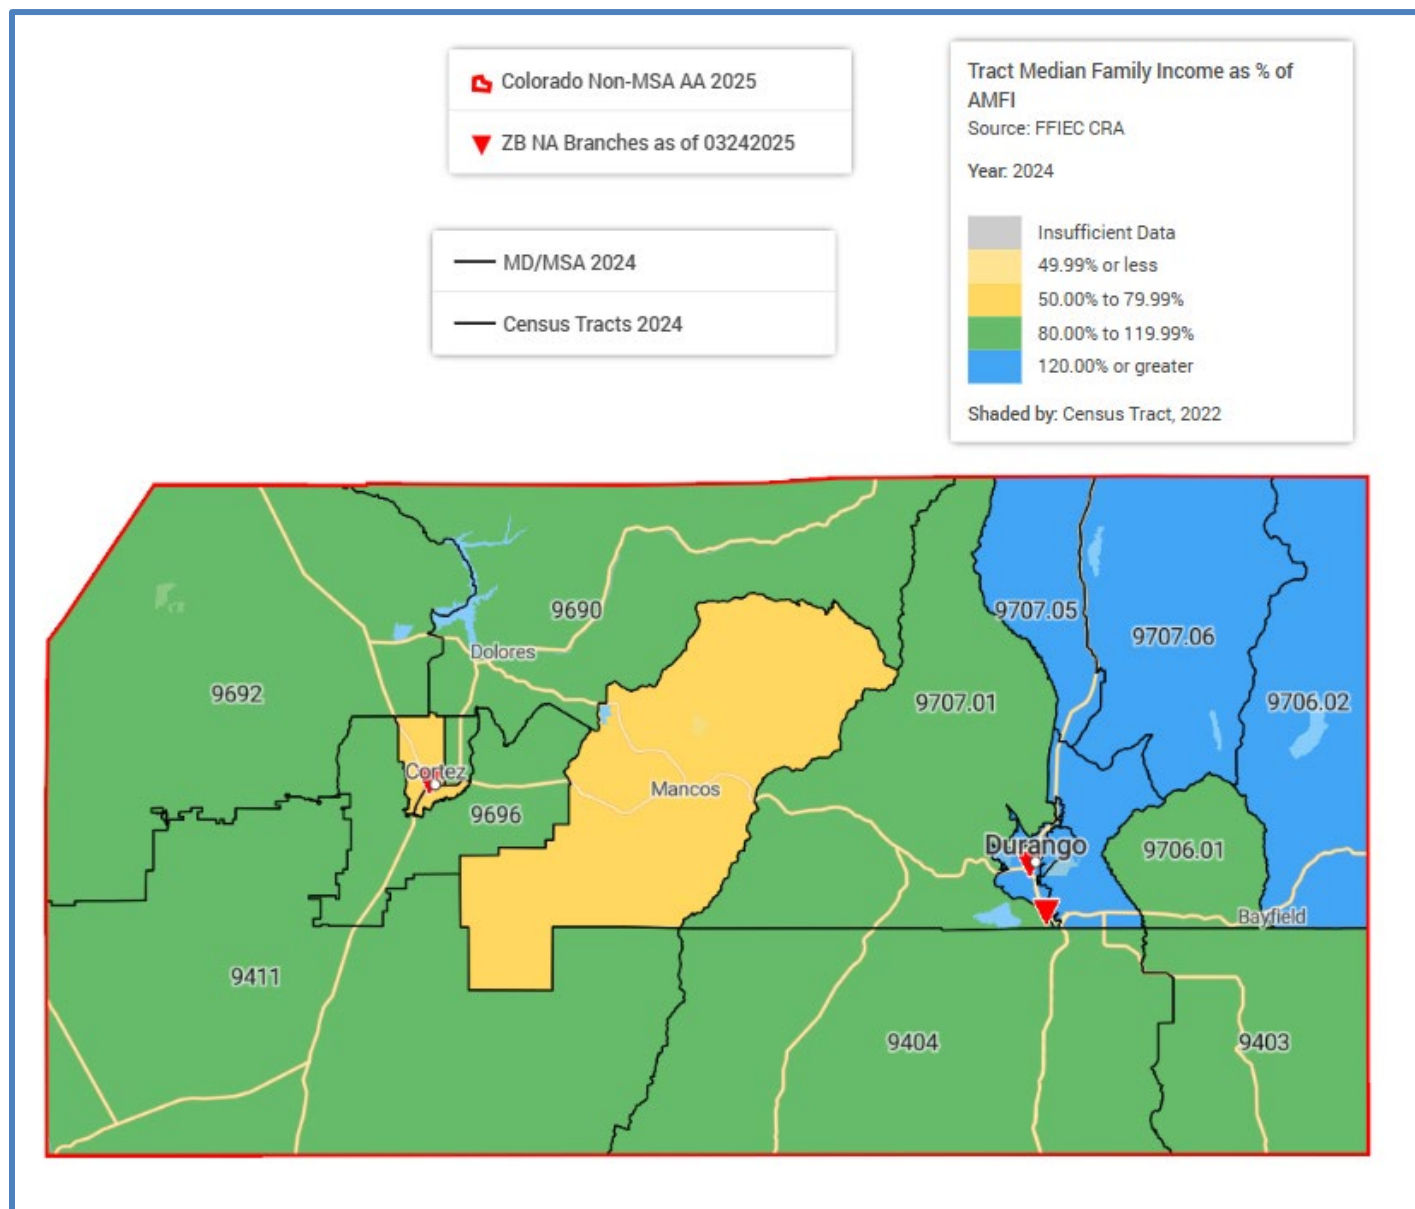 Colorado Non-MSA AA 2025
ZB NA Branches as of 03242025
MD/MSA 2024
Census Tracts 2024
Tract Median Family Income as % of
AMFI
Source: FFIEC CRA
Year: 2024
Insufficient Data
49.99% or less
50.00% to 79.99%
80.00% to 119.99%
120.00% or greater
Shaded by: Census Tract, 2022
9690
9707.05
9707.06
Dolores
9692
9707.01
9706.02
Cortez
Mancos
9696
Durango
9706.01
Bayfield
9411
9404
9403